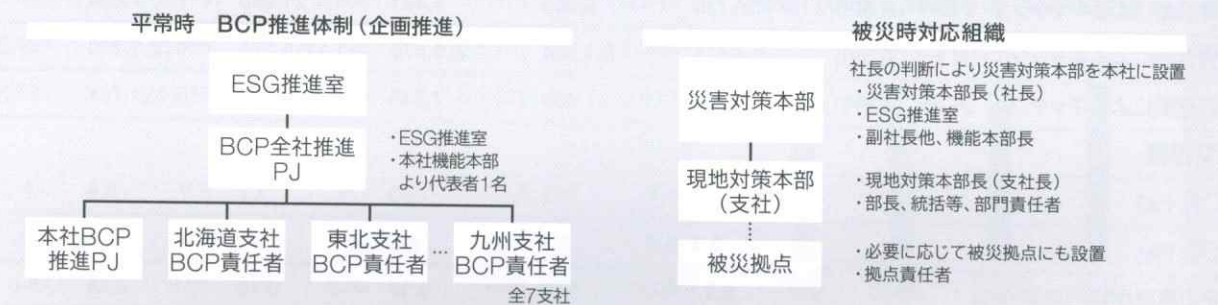 平常時 BCP推進体制(企画推進)
ESG推進室
BCP全社推進
PJ
・ESG推進室
・本社機能本部
より代表者1名
本社BCP
推進PJ
北海道支社
BCP責任者
東北支社
BCP責任者
…
九州支社
BCP責任者
全7支社
被災時対応組織
災害対策本部
社長の判断により災害対策本部を本社に設置
・災害対策本部長(社長)
・ESG推進室
・副社長他、機能本部長
現地対策本部
(支社)
・現地対策本部長(支社長)
・部長、統括等、部門責任者
被災拠点
・必要に応じて被災拠点にも設置
・拠点責任者